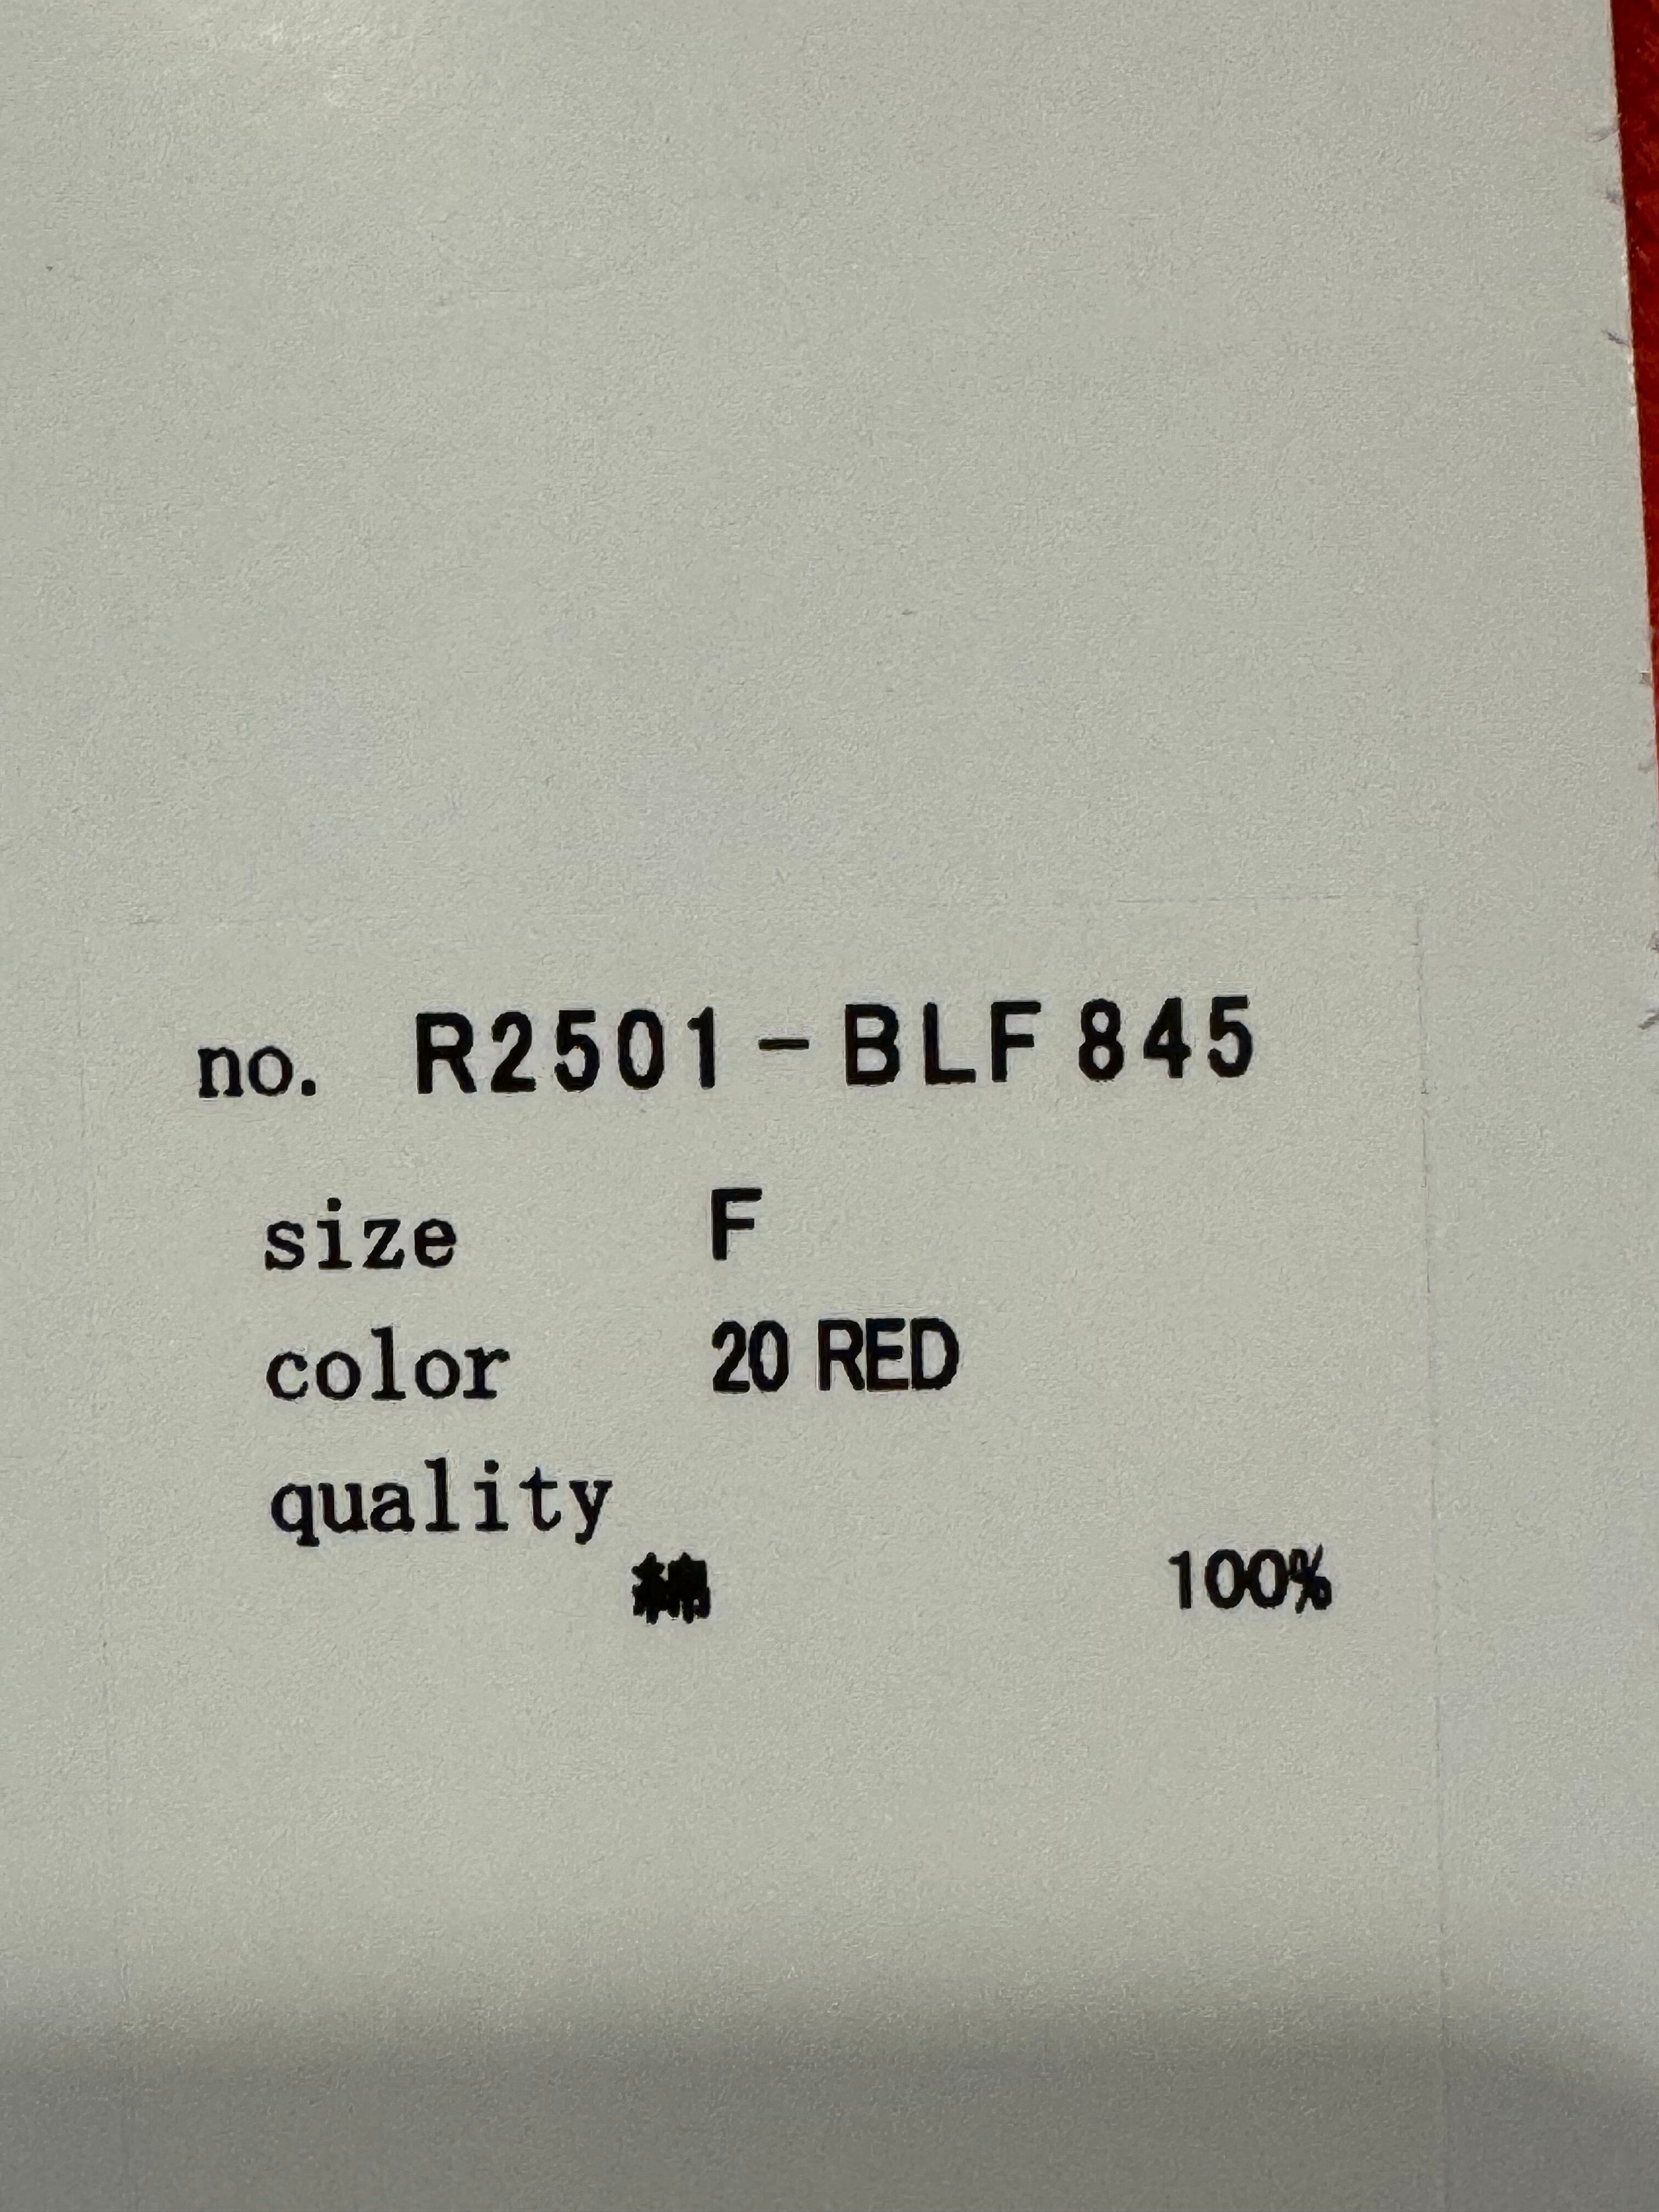 no. R2501-BLF845
size F
color 20 RED
quality
綿 100%